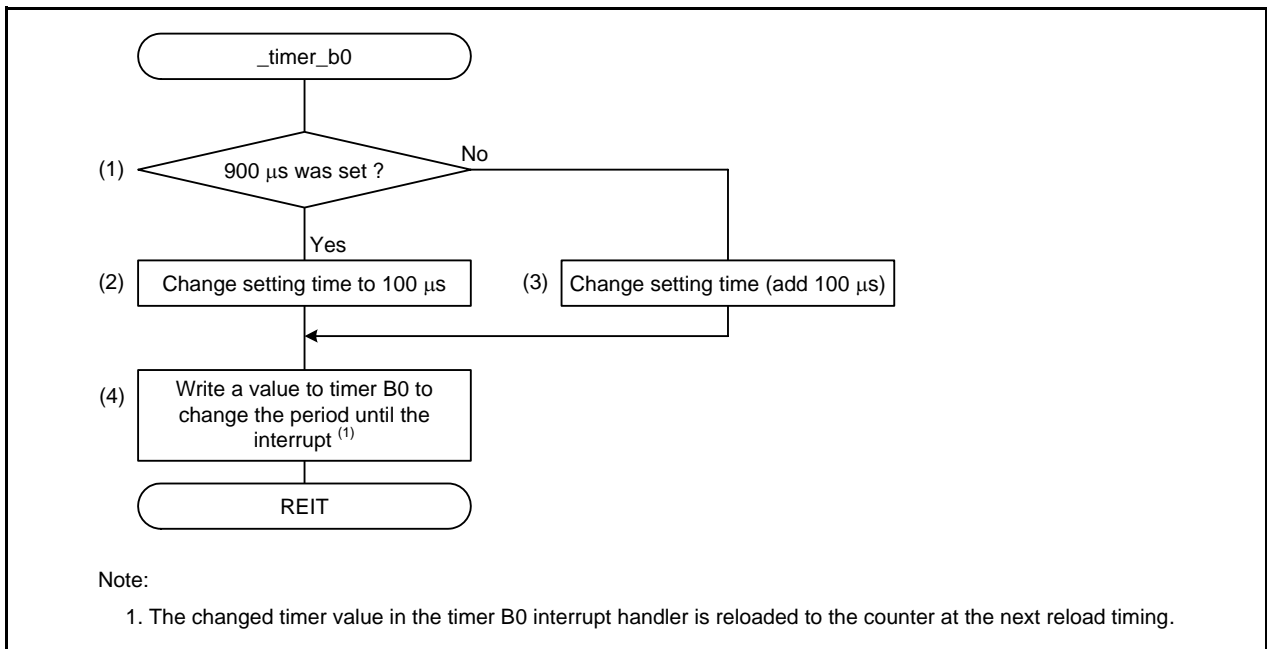 _timer_b0
(1)
900 μs was set ?
No
Yes
(2)
Change setting time to 100 μs
(3)
Change setting time (add 100 μs)
(4)
Write a value to timer B0 to
change the period until the
interrupt (1)
REIT
Note:
1. The changed timer value in the timer B0 interrupt handler is reloaded to the counter at the next reload timing.